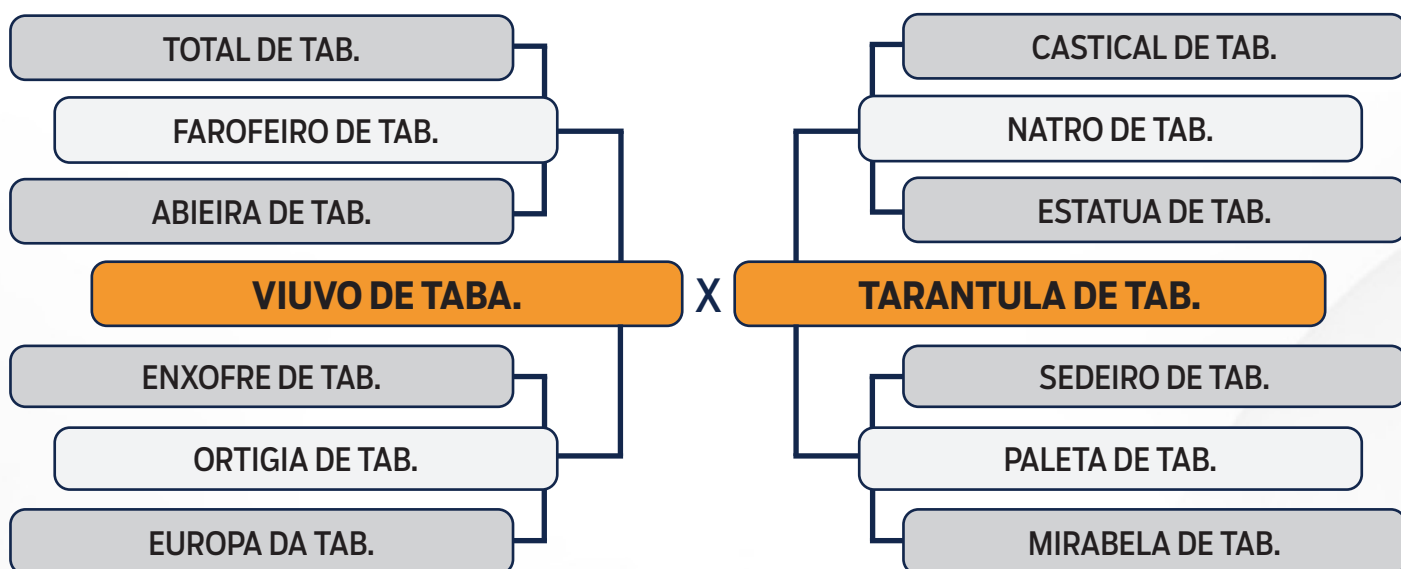 TOTAL DE TAB.
FAROFEIRO DE TAB.
ABIEIRA DE TAB.
VIUVO DE TABA.
ENXOFRE DE TAB.
ORTIGIA DE TAB.
EUROPA DA TAB.
X
CASTICAL DE TAB.
NATRO DE TAB.
ESTATUA DE TAB.
TARANTULA DE TAB.
SEDEIRO DE TAB.
PALETA DE TAB.
MIRABELA DE TAB.